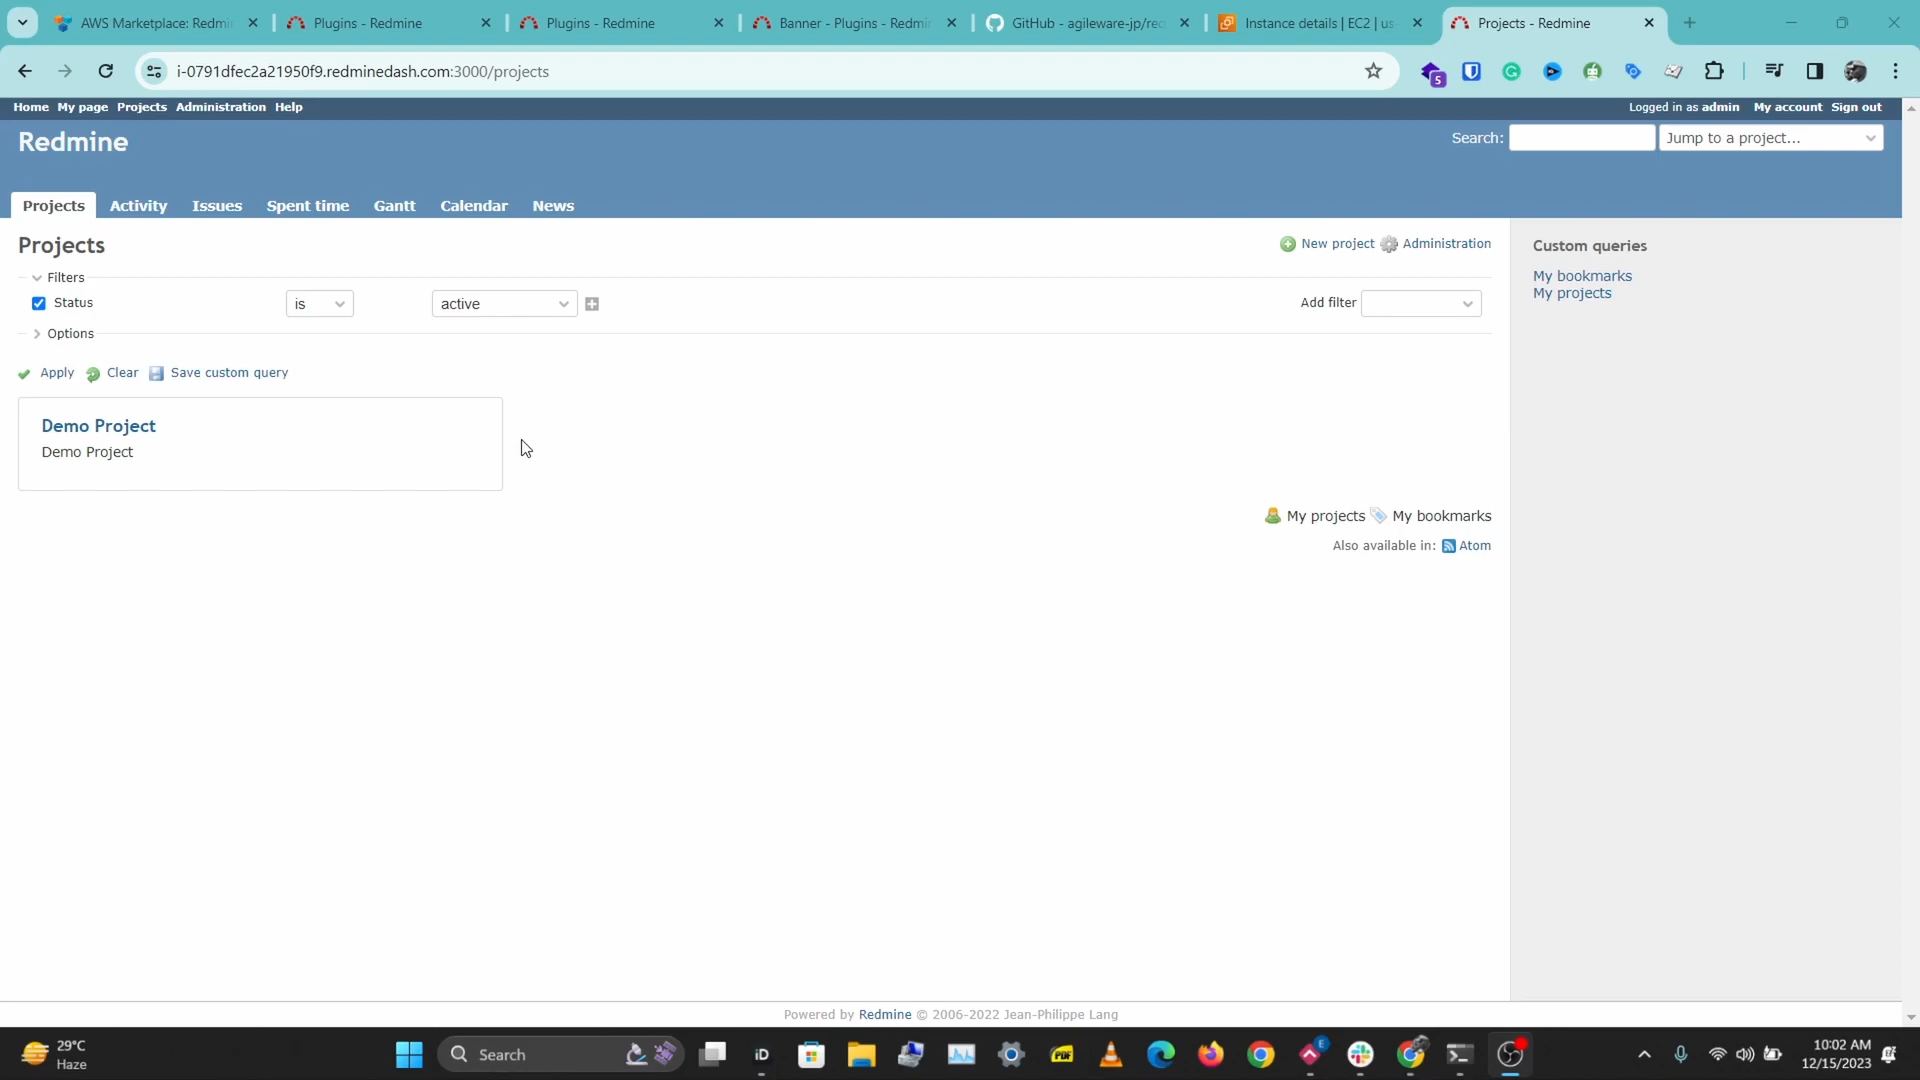 AWS Marketplace: Redmi
Plugins - Redmine
Plugins - Redmine
Banner - Plugins - Redmi
GitHub - agileware-jp/red
Instance details | EC2 | us-
Projects - Redmine
i-0791dfec2a21950f9.redminedash.com:3000/projects
5
Home My page Projects Administration Help
Logged in as admin My account Sign out
Redmine
Search:
Jump to a project...
Projects Activity Issues Spent time Gantt Calendar News
Projects
New project Administration
Custom queries
Filters
My bookmarks
My projects
Status
is
active
Add filter
Options
Apply Clear Save custom query
Demo Project
Demo Project
My projects My bookmarks
Also available in: Atom
Powered by Redmine © 2006-2022 Jean-Philippe Lang
29°C
Haze
Search
iD
PDF
E
10:02 AM
12/15/2023